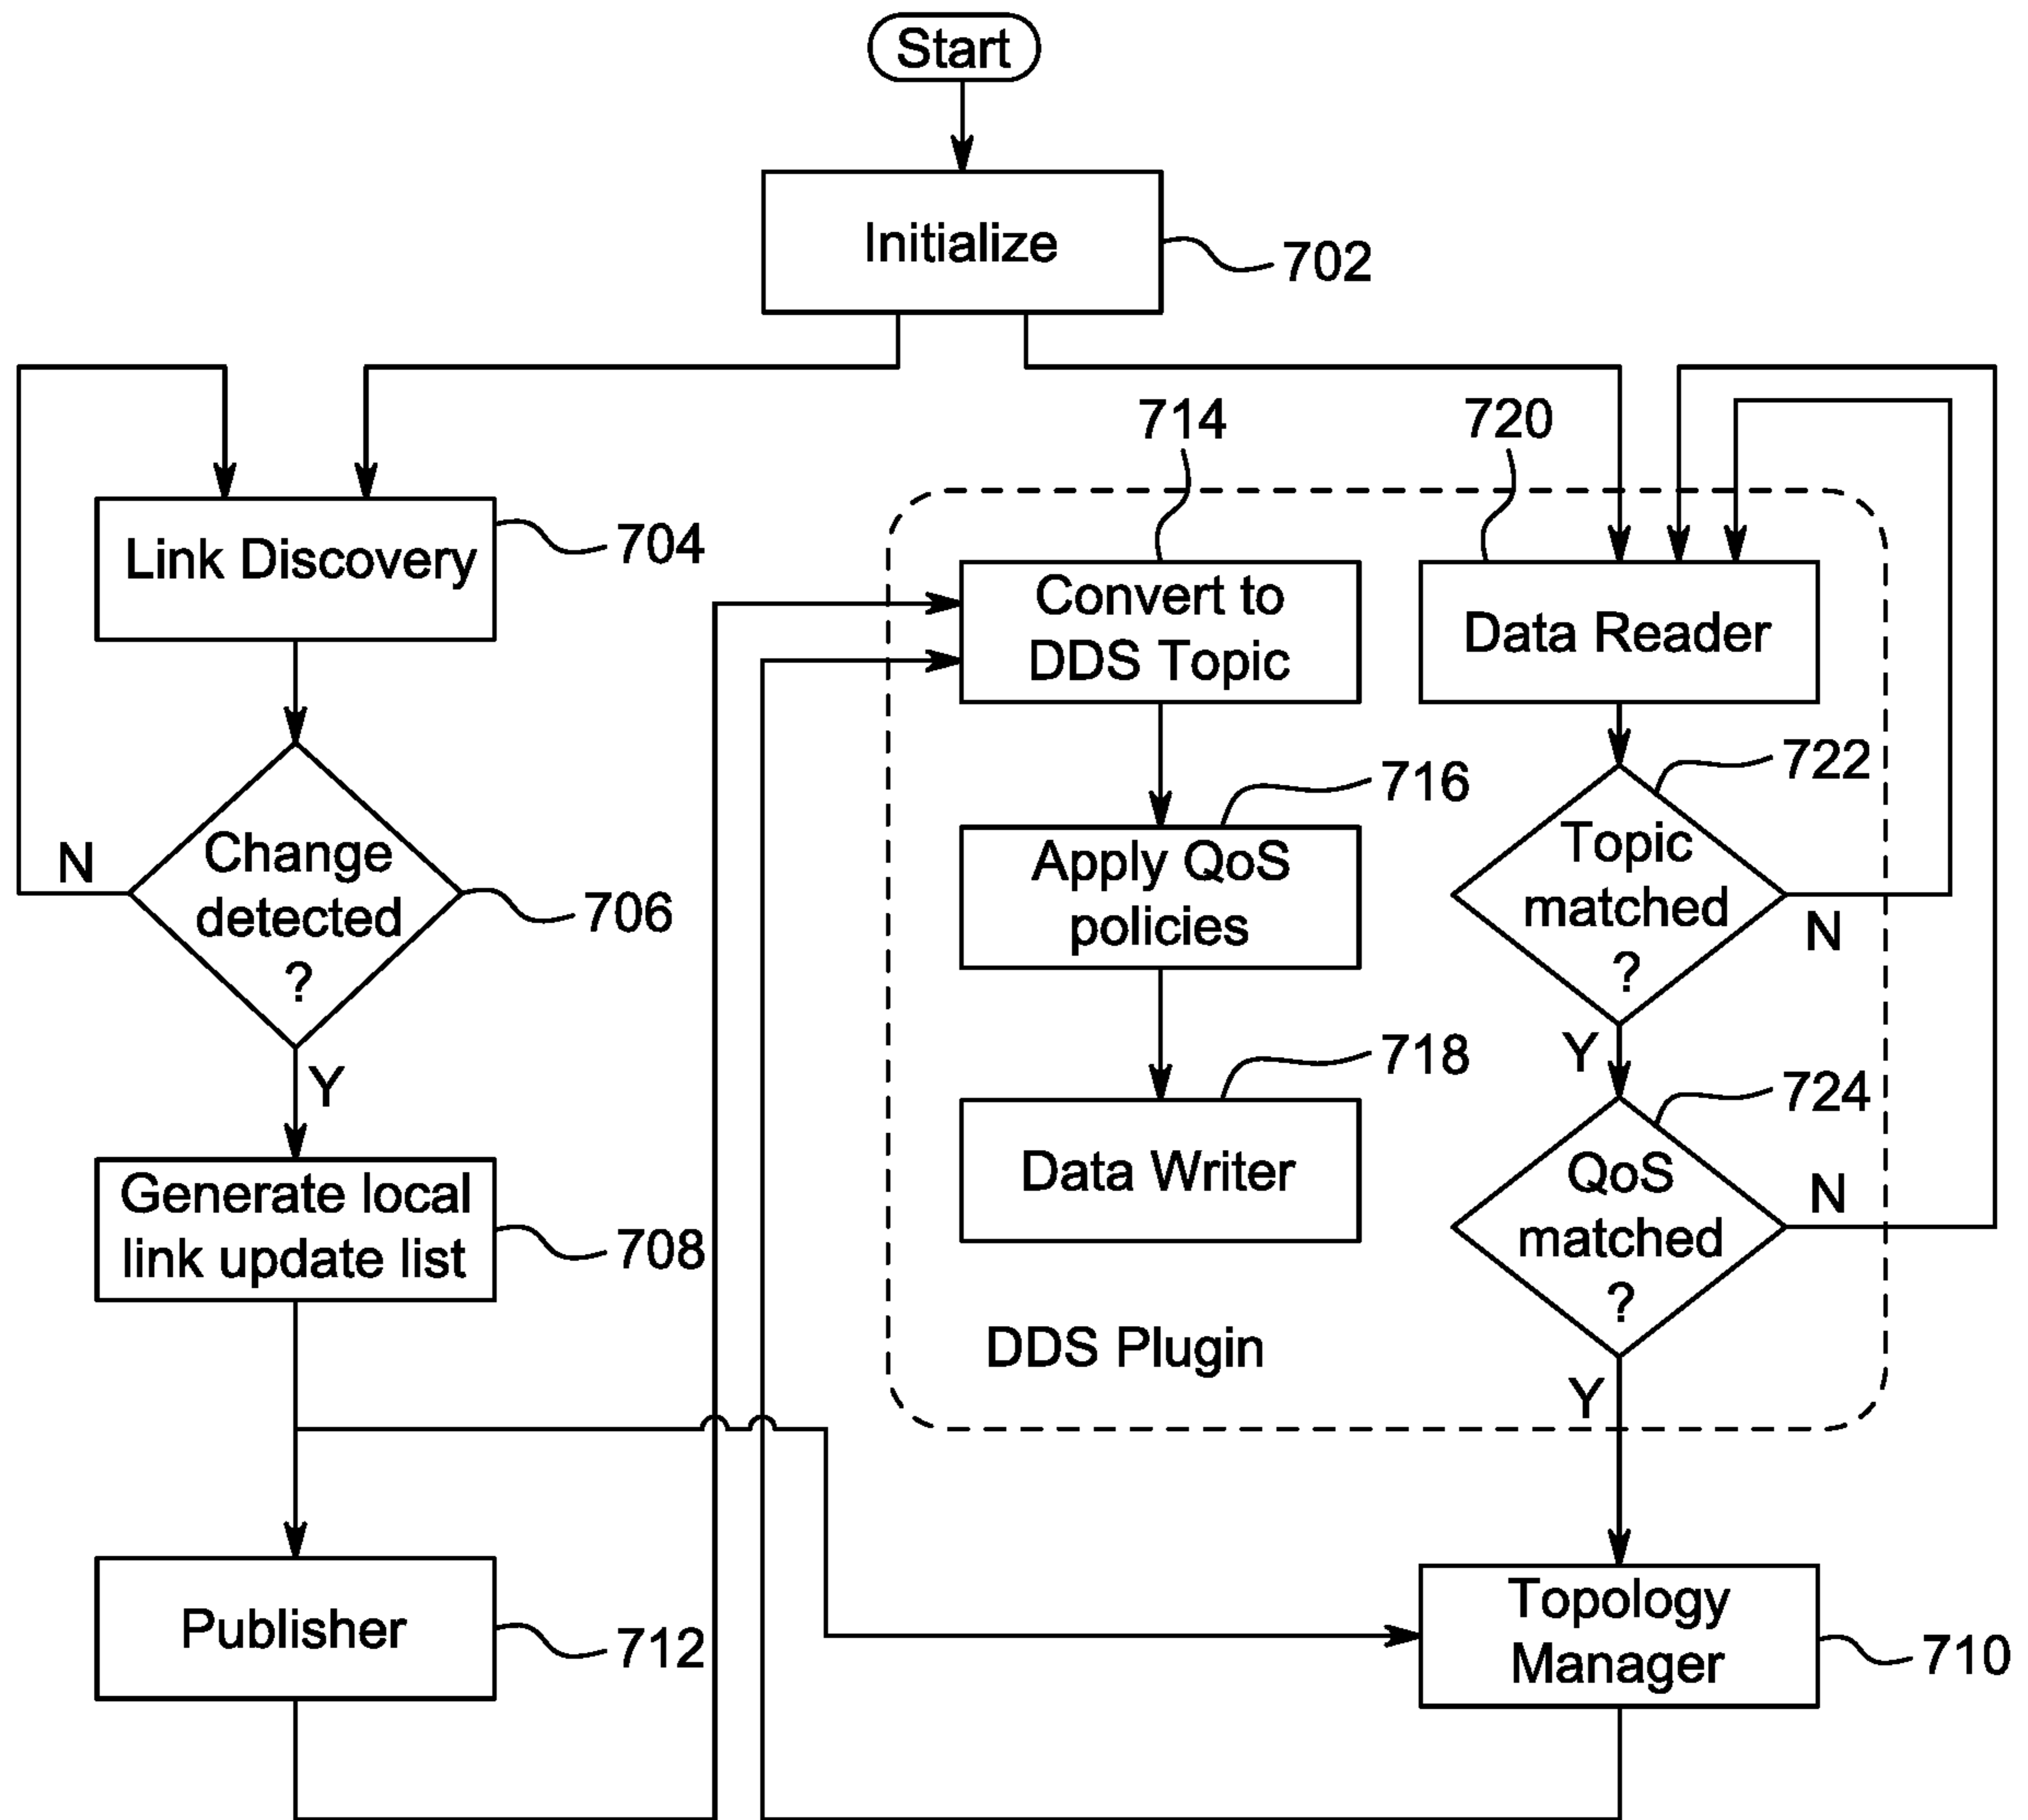 Start
Initialize
702
714
720
Link Discovery
704
Convert to
DDS Topic
Data Reader
722
716
Change
detected
?
N
706
Apply QoS
policies
Topic
matched
?
N
Y
718
724
Y
Data Writer
QoS
matched
?
N
Generate local
link update list
708
DDS Plugin
Y
Publisher
712
Topology
Manager
710